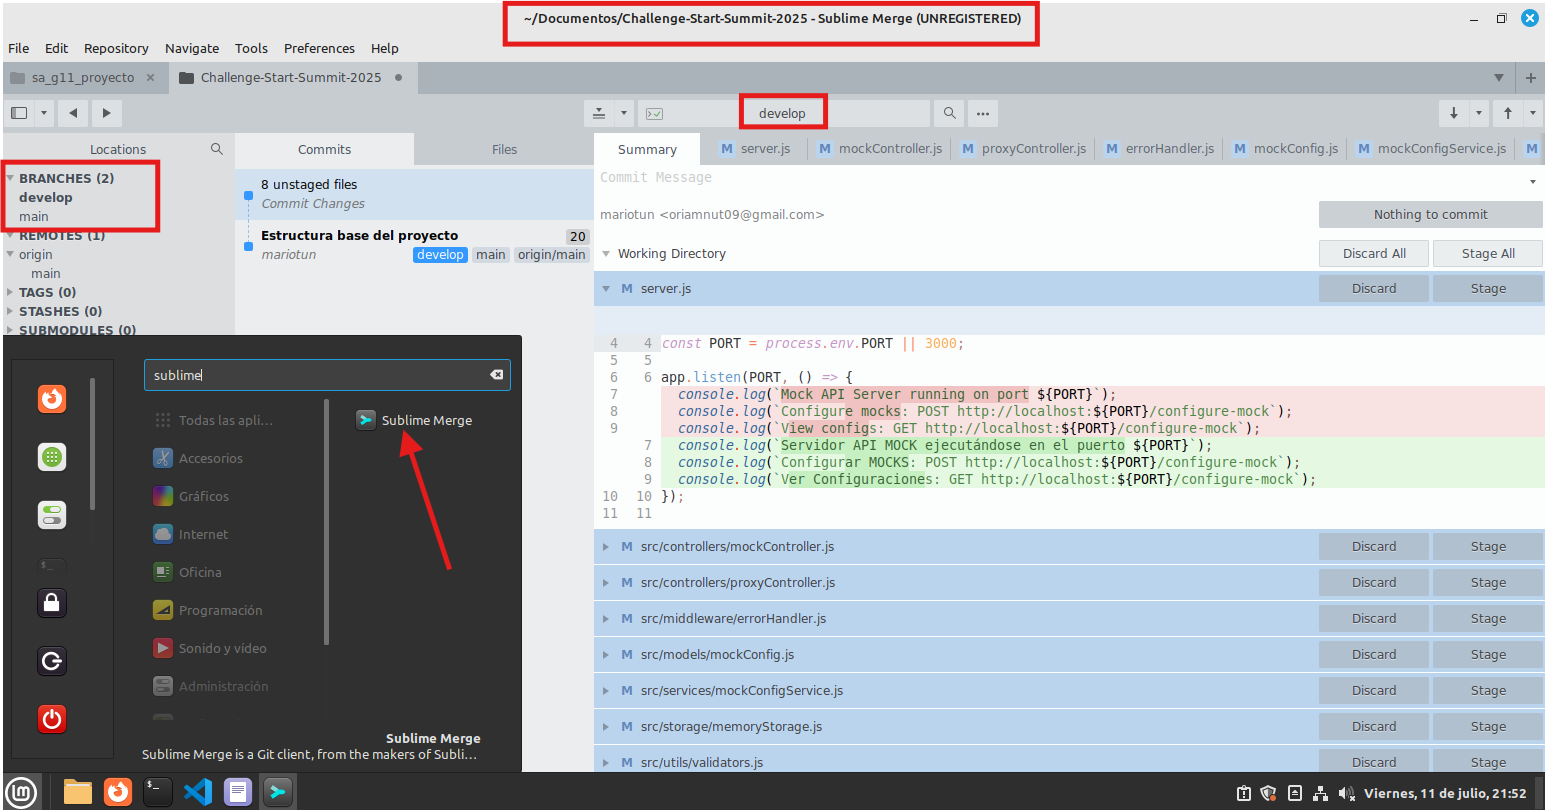 ~/Documentos/Challenge-Start-Summit-2025 - Sublime Merge (UNREGISTERED)
File Edit Repository Navigate Tools Preferences Help
sa_g11_proyecto
Challenge-Start-Summit-2025
develop
Locations
BRANCHES (2)
develop
main
REMOTES (1)
origin
main
TAGS (0)
STASHES (0)
SUBMODULES (0)
Commits
Files
8 unstaged files
Commit Changes
Estructura base del proyecto 20
mariotun develop main origin/main
Summary M server.js M mockController.js M proxyController.js M errorHandler.js M mockConfig.js M mockConfigService.js M
Commit Message
mariotun <oriamnut09@gmail.com> Nothing to commit
Working Directory Discard All Stage All
M server.js Discard Stage
4 4 const PORT = process.env.PORT || 3000;
5 5
6 6 app.listen(PORT, () => {
7 console.log(`Mock API Server running on port ${PORT}`);
8 console.log(`Configure mocks: POST http://localhost:${PORT}/configure-mock`);
9 console.log(`View configs: GET http://localhost:${PORT}/configure-mock`);
7 console.log(`Servidor API MOCK ejecutándose en el puerto ${PORT}`);
8 console.log(`Configurar MOCKS: POST http://localhost:${PORT}/configure-mock`);
9 console.log(`Ver Configuraciones: GET http://localhost:${PORT}/configure-mock`);
10 10 });
11 11
M src/controllers/mockController.js Discard Stage
M src/controllers/proxyController.js Discard Stage
M src/middleware/errorHandler.js Discard Stage
M src/models/mockConfig.js Discard Stage
M src/services/mockConfigService.js Discard Stage
M src/storage/memoryStorage.js Discard Stage
M src/utils/validators.js Discard Stage
sublime
Todas las apli...
Accesorios
Gráficos
Internet
Oficina
Programación
Sonido y vídeo
Administración
Sublime Merge
Sublime Merge
Sublime Merge is a Git client, from the makers of Subli...
Viernes, 11 de julio, 21:52